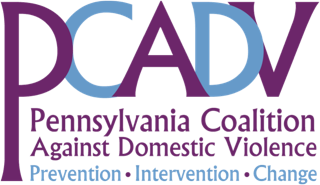 PCADV
Pennsylvania Coalition
Against Domestic Violence
Prevention • Intervention • Change